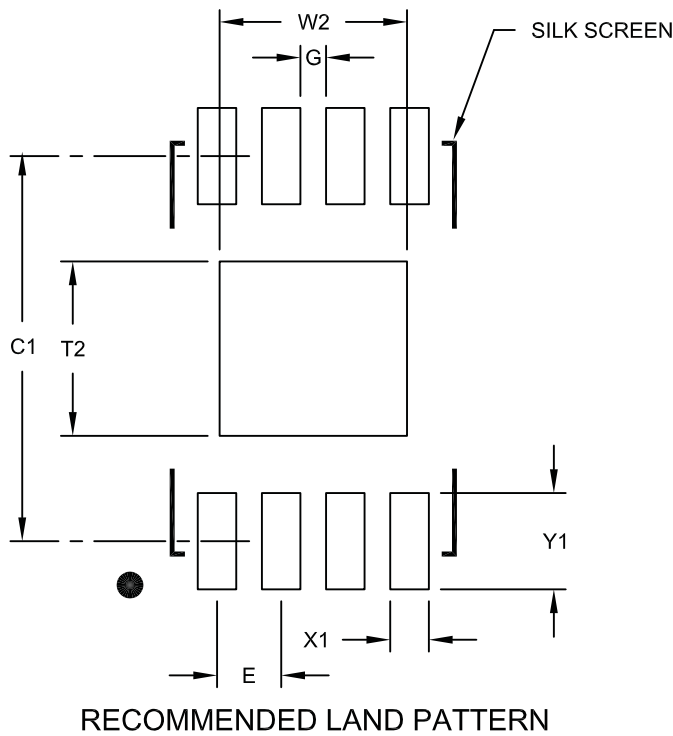 W2
SILK SCREEN
G
C1
T2
Y1
X1
E
RECOMMENDED LAND PATTERN